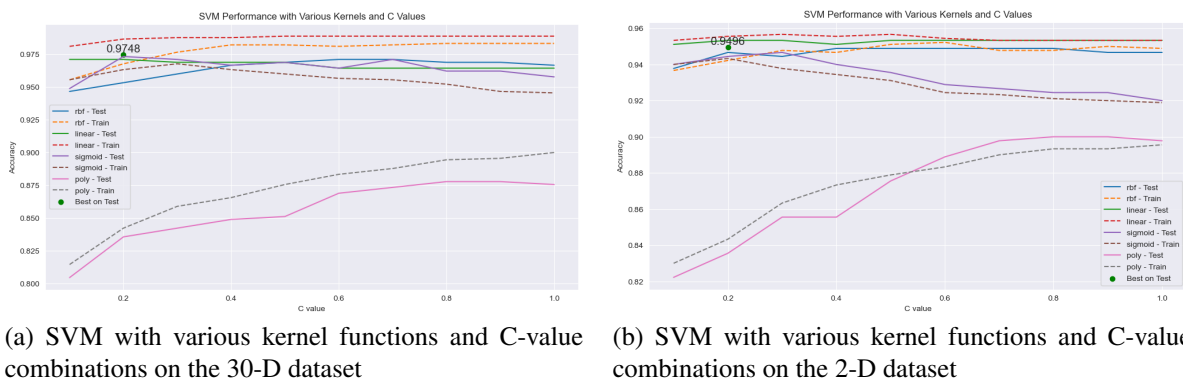 SVM Performance with Various Kernels and C Values
0.9748
Accuracy
0.975
0.950
0.925
0.900
0.875
0.850
0.825
0.800
rbf - Test
rbf - Train
linear - Test
linear - Train
sigmoid - Test
sigmoid - Train
poly - Test
poly - Train
Best on Test
0.2
0.4
0.6
0.8
1.0
C value
(a) SVM with various kernel functions and C-value
combinations on the 30-D dataset
SVM Performance with Various Kernels and C Values
0.9496
Accuracy
0.96
0.94
0.92
0.90
0.88
0.86
0.84
0.82
rbf - Test
rbf - Train
linear - Test
linear - Train
sigmoid - Test
sigmoid - Train
poly - Test
poly - Train
Best on Test
0.2
0.4
0.6
0.8
1.0
C value
(b) SVM with various kernel functions and C-value
combinations on the 2-D dataset